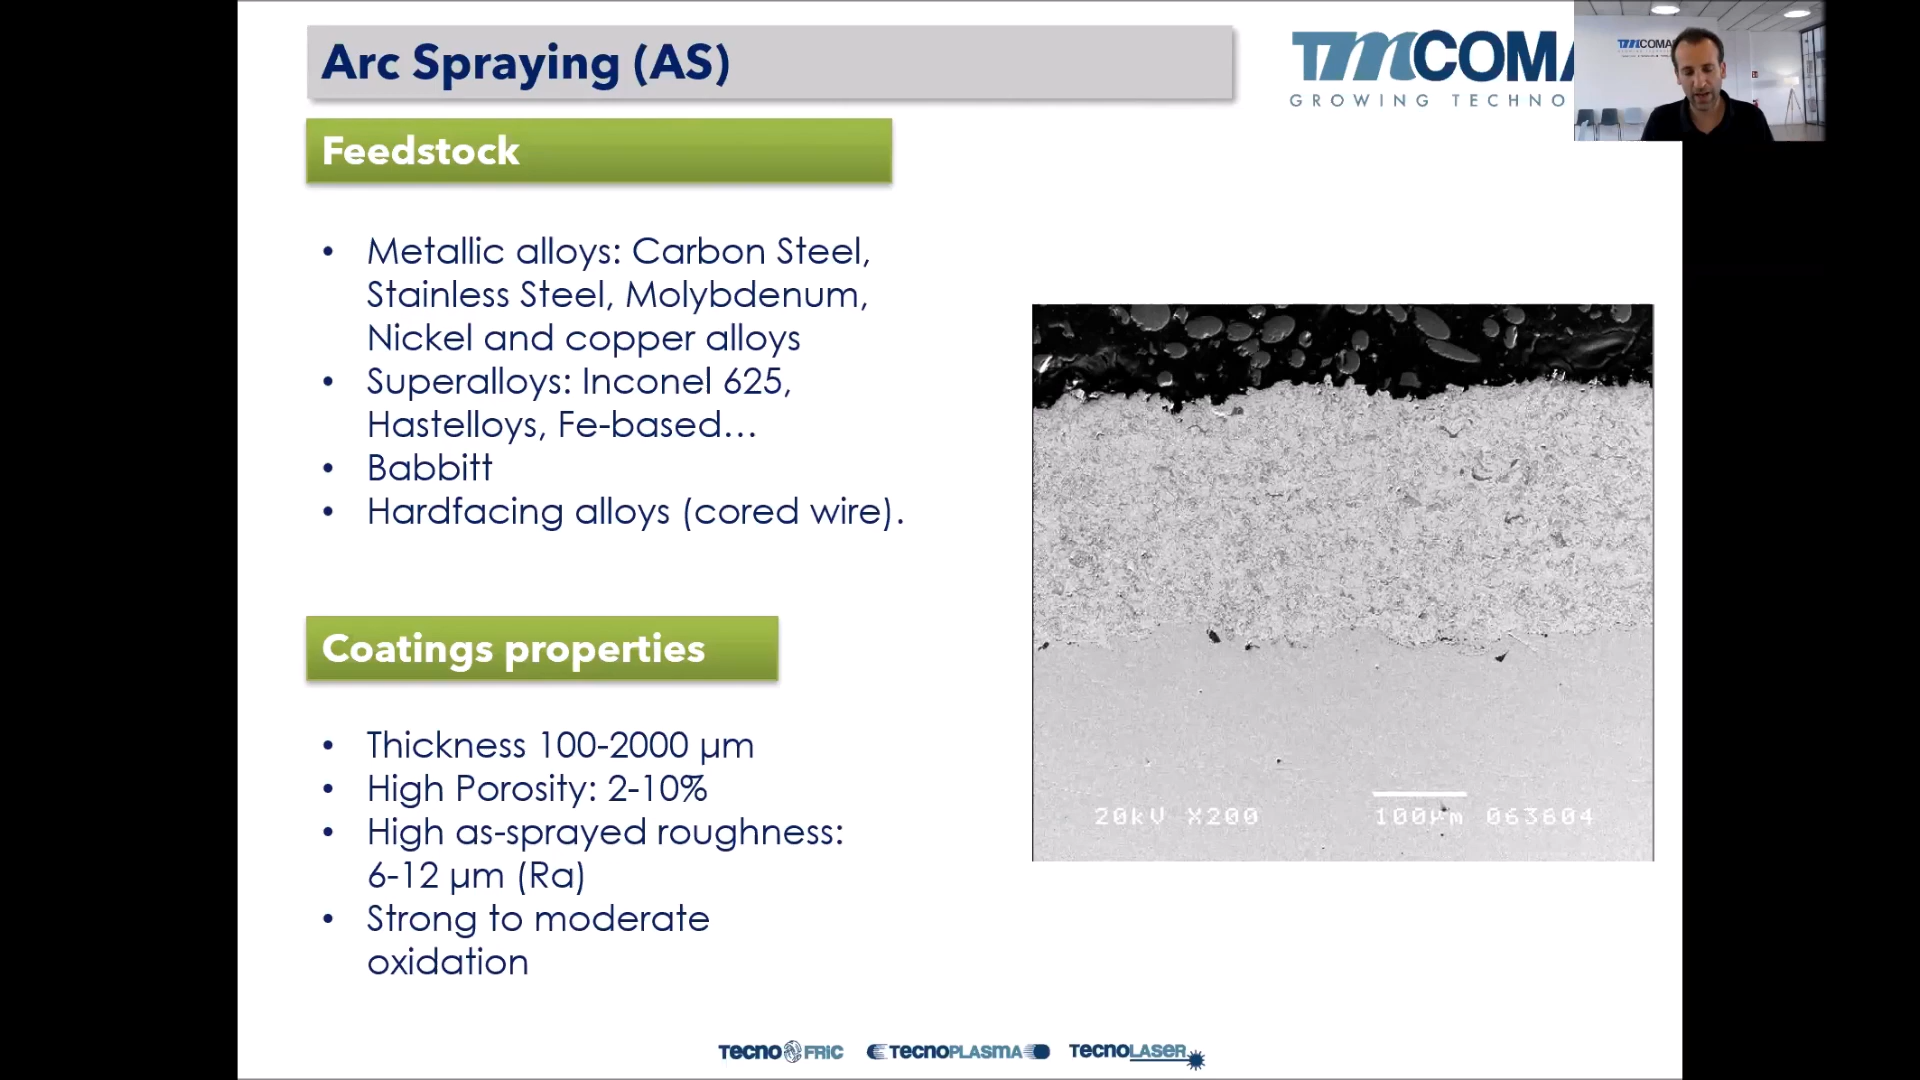 Arc Spraying (AS)
TMCOMA
GROWING TECHNO
Feedstock
• Metallic alloys: Carbon Steel,
Stainless Steel, Molybdenum,
Nickel and copper alloys
• Superalloys: Inconel 625,
Hastelloys, Fe-based…
• Babbitt
• Hardfacing alloys (cored wire).
Coatings properties
• Thickness 100-2000 µm
• High Porosity: 2-10%
• High as-sprayed roughness:
6-12 µm (Ra)
• Strong to moderate
oxidation
20kV X200 100µm 063604
TECNOFRIC TECNOPLASMA TECNOLASER